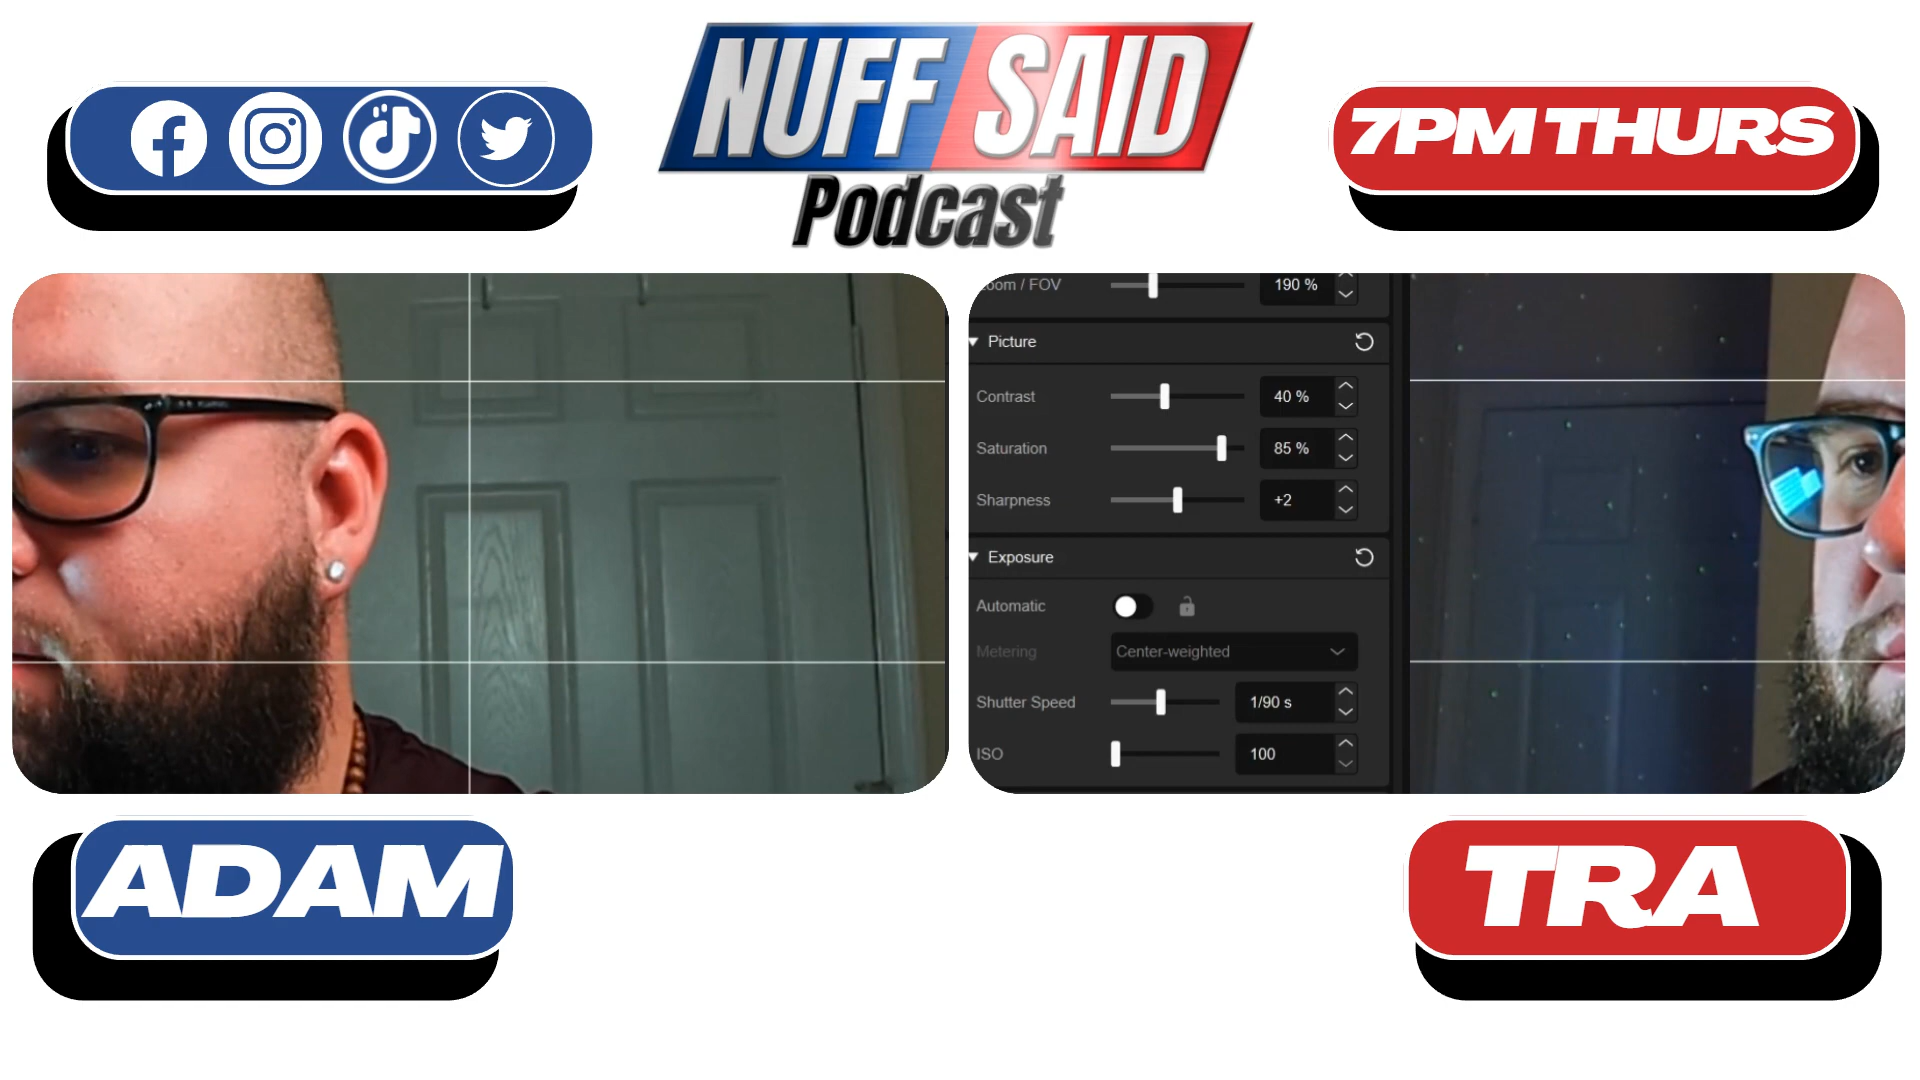 NUFF SAID
Podcast
7PM THURS
Zoom / FOV
190 %
Picture
Contrast
40 %
Saturation
85 %
Sharpness
+2
Exposure
Automatic
Metering
Center-weighted
Shutter Speed
1/90 s
ISO
100
ADAM
TRA